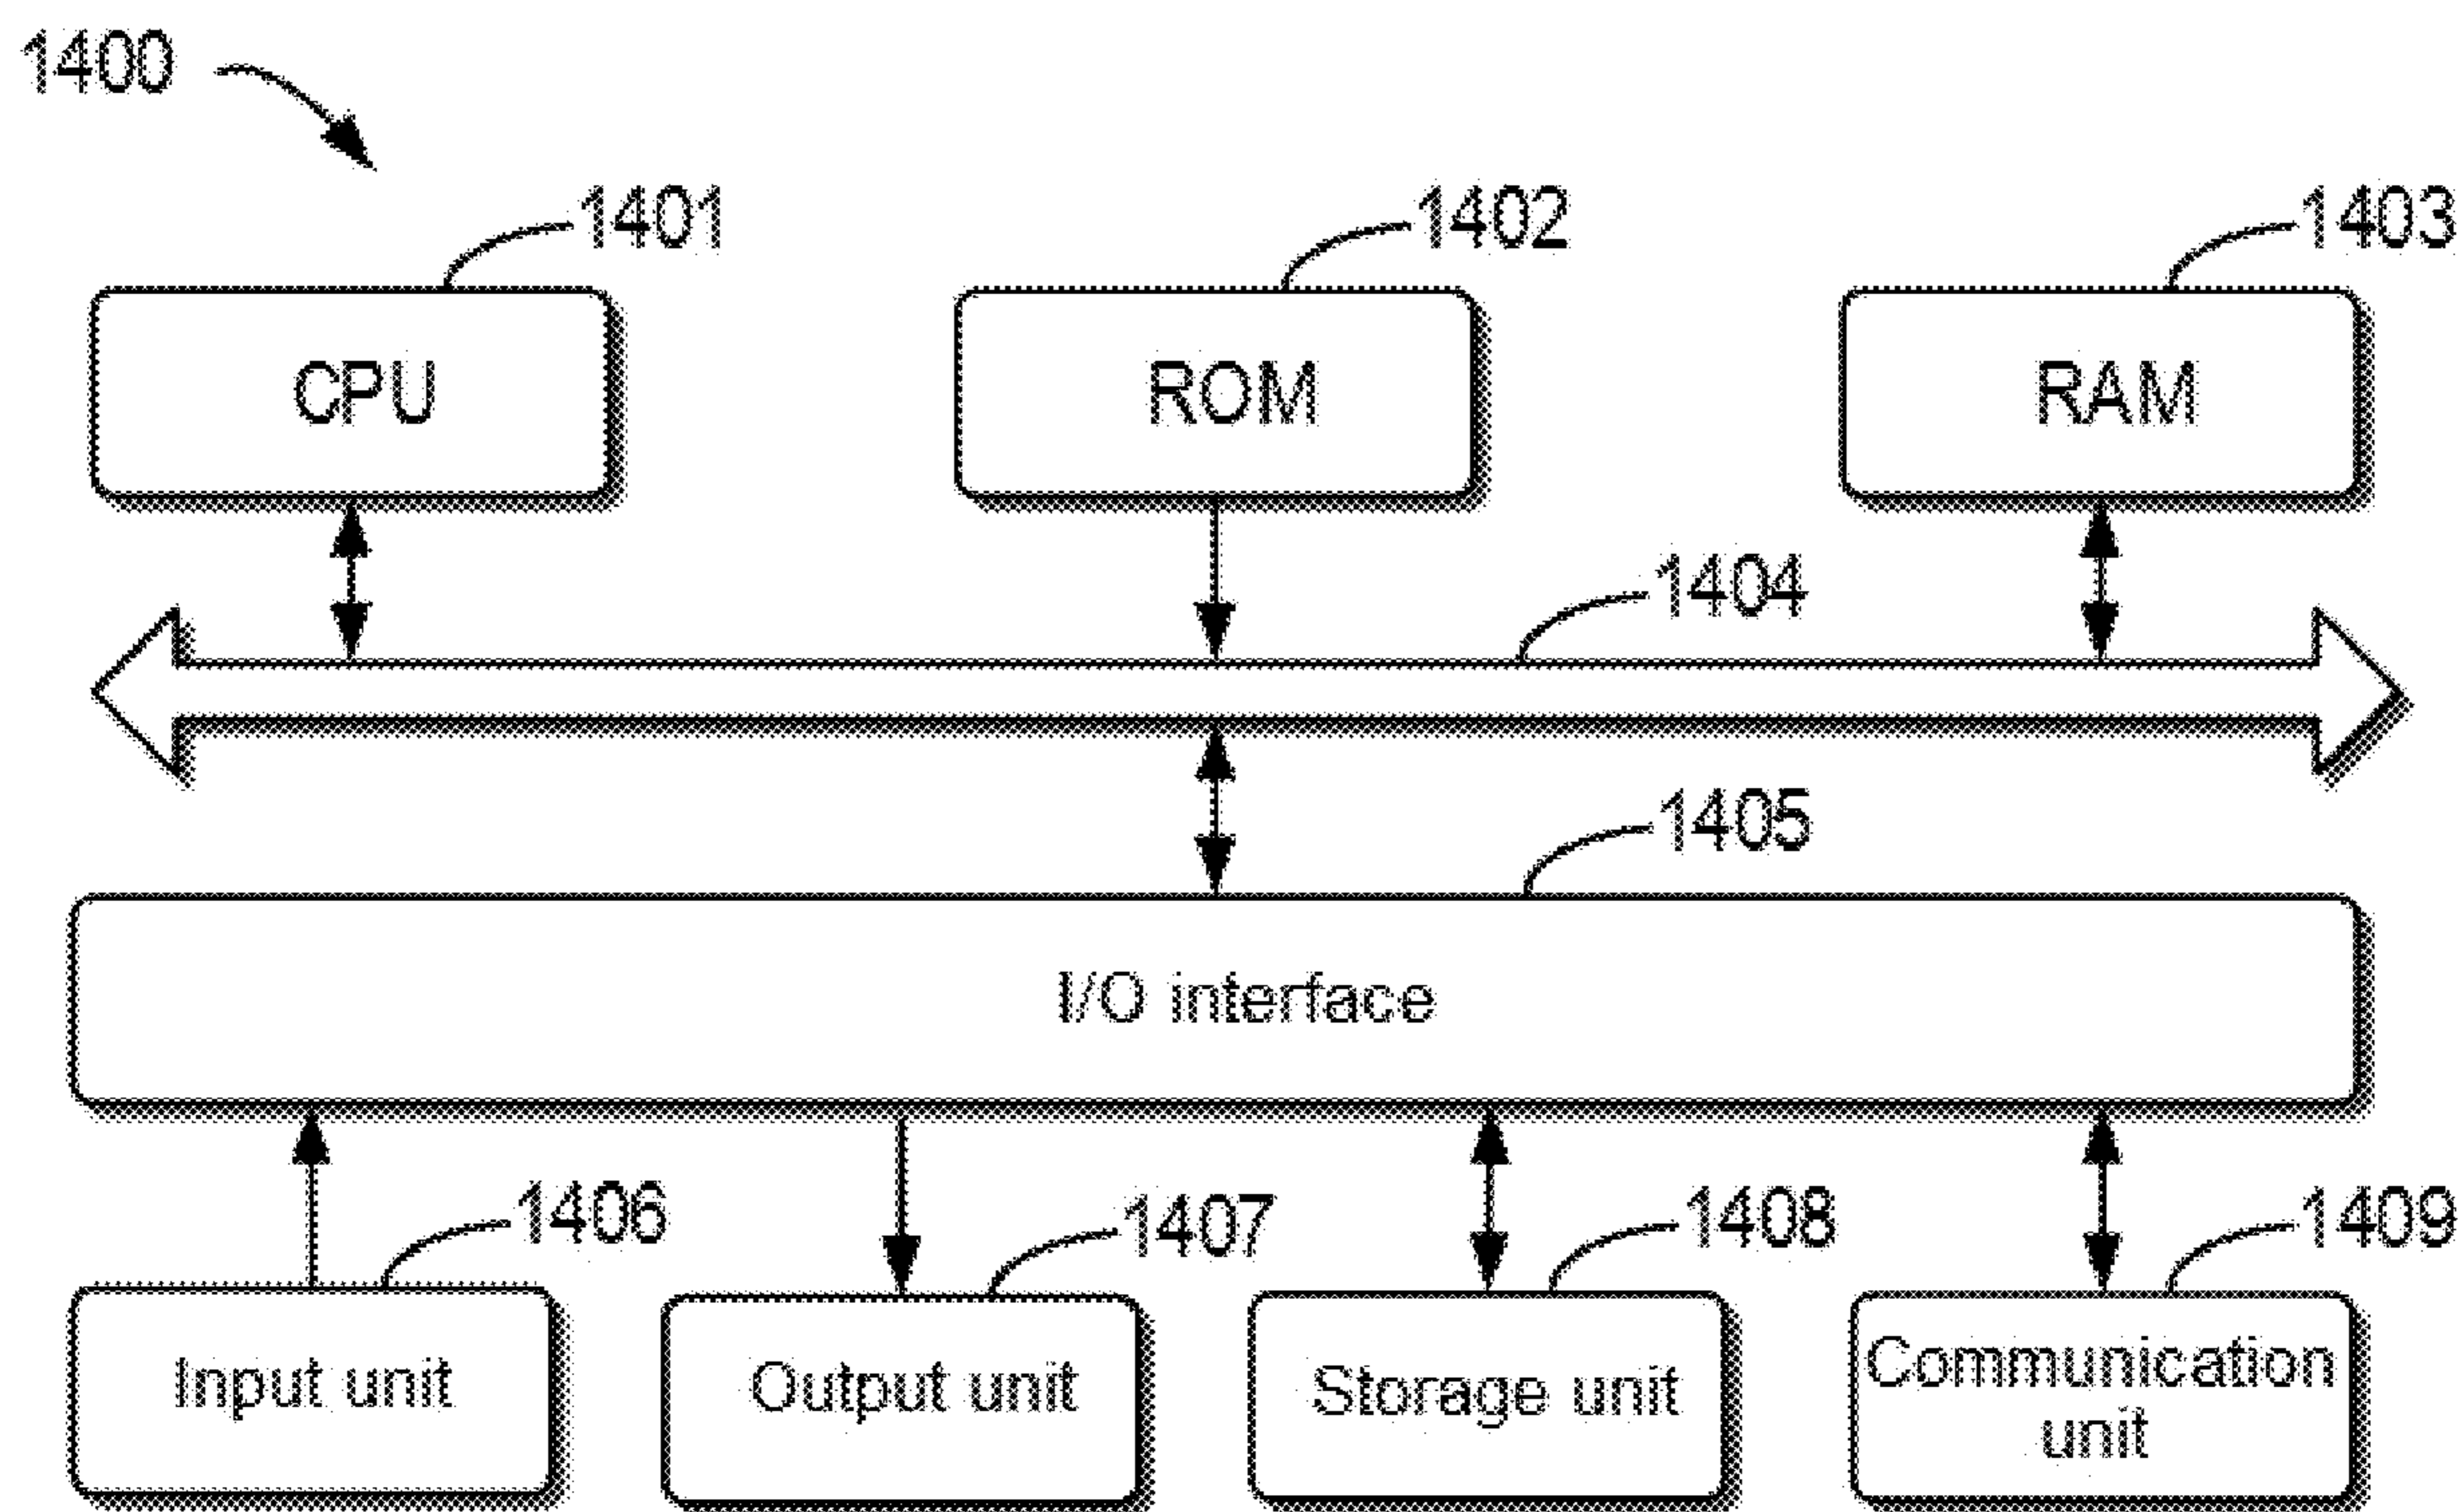 1400
1401
1402
1403
CPU
ROM
RAM
1404
1405
I/O interface
1406
1407
1408
1409
Input unit
Output unit
Storage unit
Communication
unit